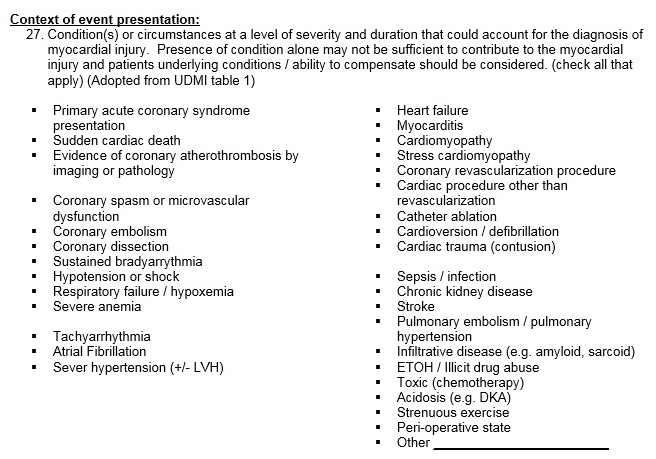 Context of event presentation:
27. Condition(s) or circumstances at a level of severity and duration that could account for the diagnosis of
myocardial injury. Presence of condition alone may not be sufficient to contribute to the myocardial
injury and patients underlying conditions / ability to compensate should be considered. (check all that
apply) (Adopted from UDMI table 1)
▪ Primary acute coronary syndrome
presentation
▪ Sudden cardiac death
▪ Evidence of coronary atherothrombosis by
imaging or pathology
▪ Coronary spasm or microvascular
dysfunction
▪ Coronary embolism
▪ Coronary dissection
▪ Sustained bradyarrythmia
▪ Hypotension or shock
▪ Respiratory failure / hypoxemia
▪ Severe anemia
▪ Tachyarrhythmia
▪ Atrial Fibrillation
▪ Sever hypertension (+/- LVH)
▪ Heart failure
▪ Myocarditis
▪ Cardiomyopathy
▪ Stress cardiomyopathy
▪ Coronary revascularization procedure
▪ Cardiac procedure other than
revascularization
▪ Catheter ablation
▪ Cardioversion / defibrillation
▪ Cardiac trauma (contusion)
▪ Sepsis / infection
▪ Chronic kidney disease
▪ Stroke
▪ Pulmonary embolism / pulmonary
hypertension
▪ Infiltrative disease (e.g. amyloid, sarcoid)
▪ ETOH / Illicit drug abuse
▪ Toxic (chemotherapy)
▪ Acidosis (e.g. DKA)
▪ Strenuous exercise
▪ Peri-operative state
▪ Other